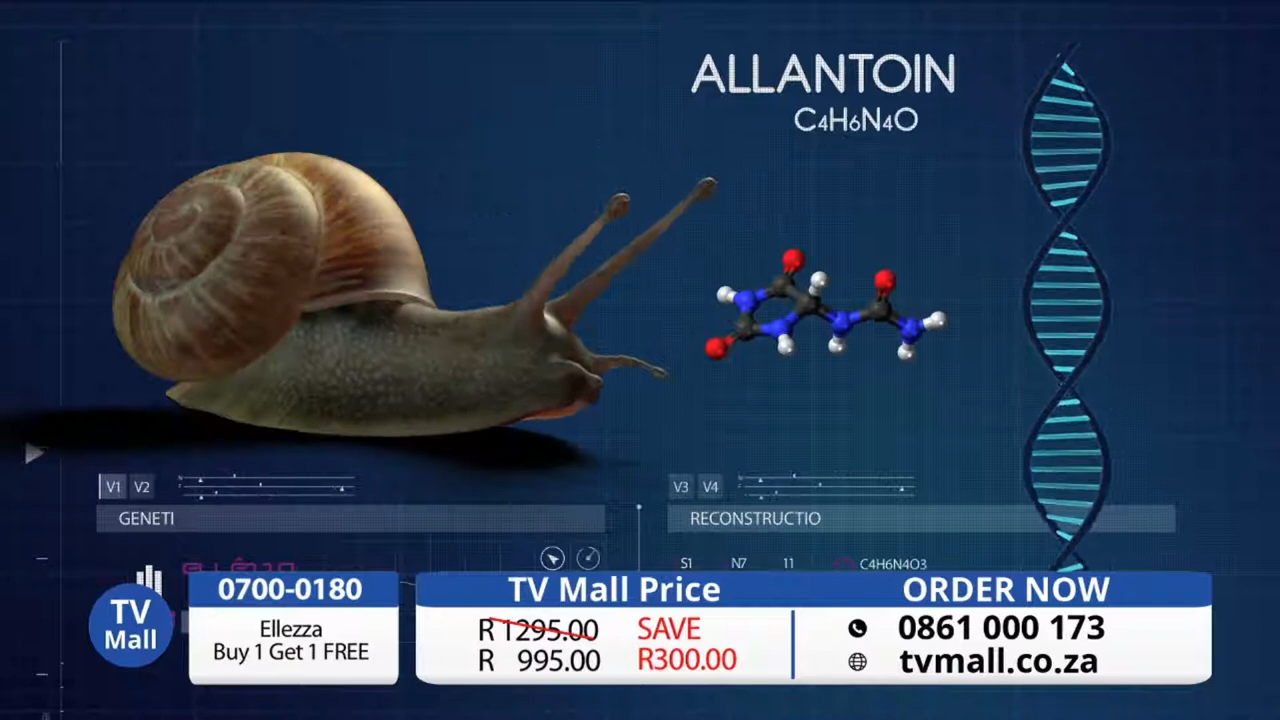 ALLANTOIN
C4H6N4O
V1 V2
GENETI
V3 V4
RECONSTRUCTIO
S1 N7 11 C4H6N4O3
TV
Mall
0700-0180
Ellezza
Buy 1 Get 1 FREE
TV Mall Price
R 1295.00 SAVE
R 995.00 R300.00
ORDER NOW
0861 000 173
tvmall.co.za